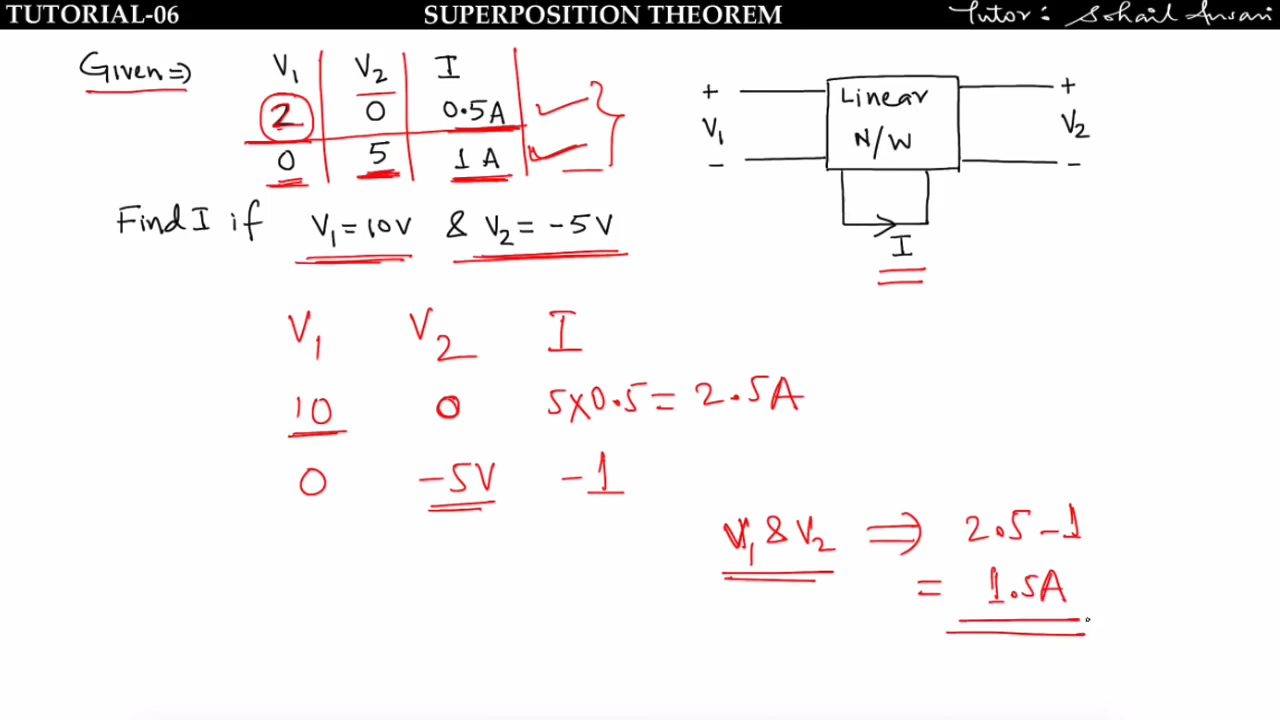 TUTORIAL-06 SUPERPOSITION THEOREM Tutor: Sohail Ansari
Given ⇒ V₁ V₂ I
2 0 0.5A
0 5 1 A
+ V₁ -
Linear N/W
+ V₂ -
I
Find I if V₁ = 10V & V₂ = -5V
V₁ V₂ I
10 0 5x0.5 = 2.5A
0 -5V -1
V₁ & V₂ ⇒ 2.5-1
= 1.5A